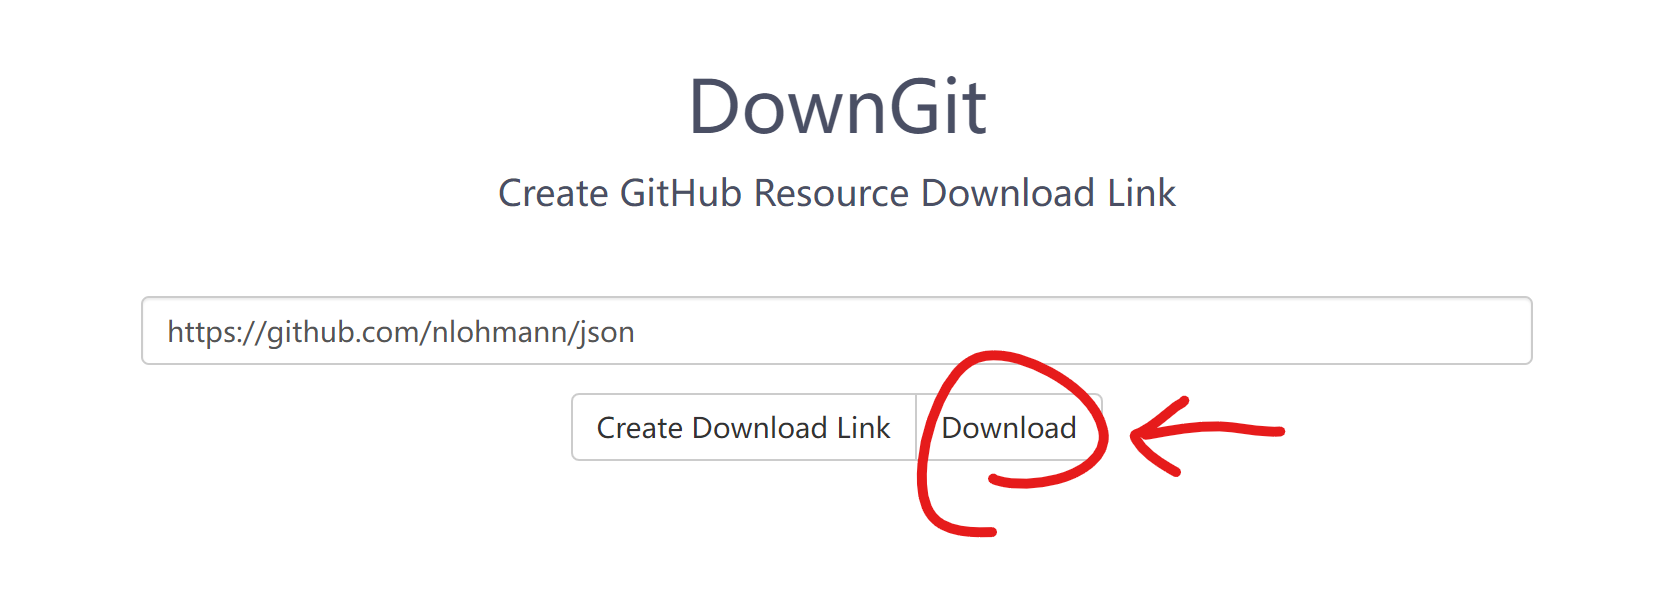 DownGit
Create GitHub Resource Download Link
https://github.com/nlohmann/json
Create Download Link Download